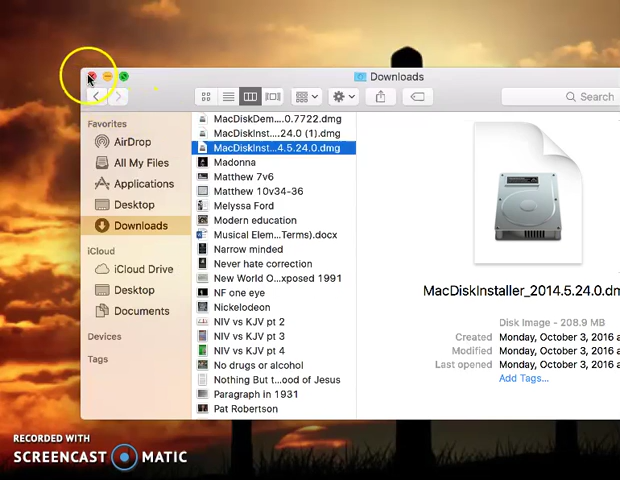 Downloads
Search
Favorites
AirDrop
All My Files
Applications
Desktop
Downloads
iCloud
iCloud Drive
Desktop
Documents
Devices
Tags
MacDiskDem....0.7722.dmg
MacDiskInst....24.0 (1).dmg
MacDiskInst...4.5.24.0.dmg
Madonna
Matthew 7v6
Matthew 10v34-36
Melyssa Ford
Modern education
Musical Elem...Terms).docx
Narrow minded
Never hate correction
New World O...xposed 1991
NF one eye
Nickelodeon
NIV vs KJV pt 2
NIV vs KJV pt 3
NIV vs KJV pt 4
No drugs or alcohol
Nothing But t...ood of Jesus
Paragraph in 1931
Pat Robertson
MacDiskInstaller_2014.5.24.0.dm
Disk Image - 208.9 MB
Created Monday, October 3, 2016 a
Modified Monday, October 3, 2016 a
Last opened Monday, October 3, 2016 a
Add Tags...
RECORDED WITH
SCREENCAST MATIC